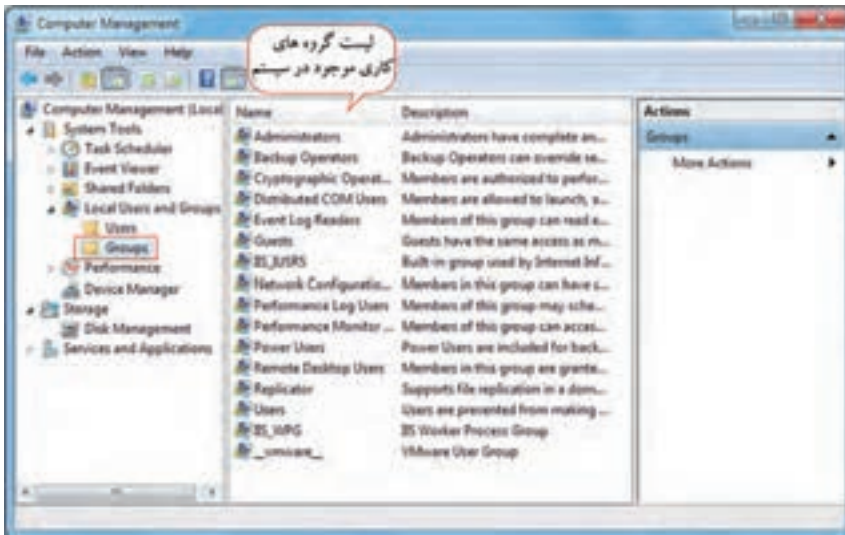 Computer Management
لیست گروه های
کاری موجود در سیستم
File Action View Help
Computer Management (Local
System Tools
Task Scheduler
Event Viewer
Shared Folders
Local Users and Groups
Users
Groups
Performance
Device Manager
Storage
Disk Management
Services and Applications
Name Description
Administrators Administrators have complete an...
Backup Operators Backup Operators can override se...
Cryptographic Operat... Members are authorized to perfor...
Distributed COM Users Members are allowed to launch, a...
Event Log Readers Members of this group can read e...
Guests Guests have the same access as m...
IIS_IUSRS Built-in group used by Internet Inf...
Network Configuratio... Members in this group can have s...
Performance Log Users Members of this group may sche...
Performance Monitor ... Members of this group can acces...
Power Users Power Users are included for back...
Remote Desktop Users Members in this group are grante...
Replicator Supports file replication in a dom...
Users Users are prevented from making ...
IIS_WPG IIS Worker Process Group
__vmware__ VMware User Group
Actions
Groups
More Actions